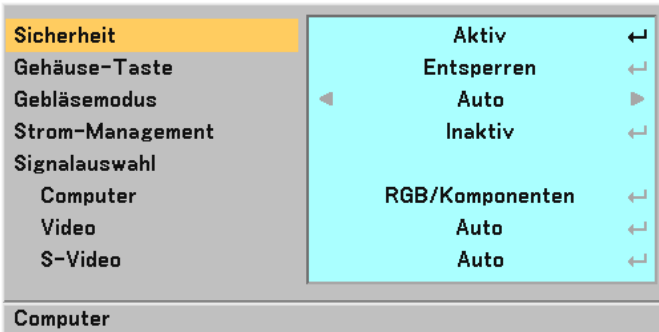 Sicherheit Aktiv
Gehäuse-Taste Entsperren
Gebläsemodus Auto
Strom-Management Inaktiv
Signalauswahl
Computer RGB/Komponenten
Video Auto
S-Video Auto
Computer